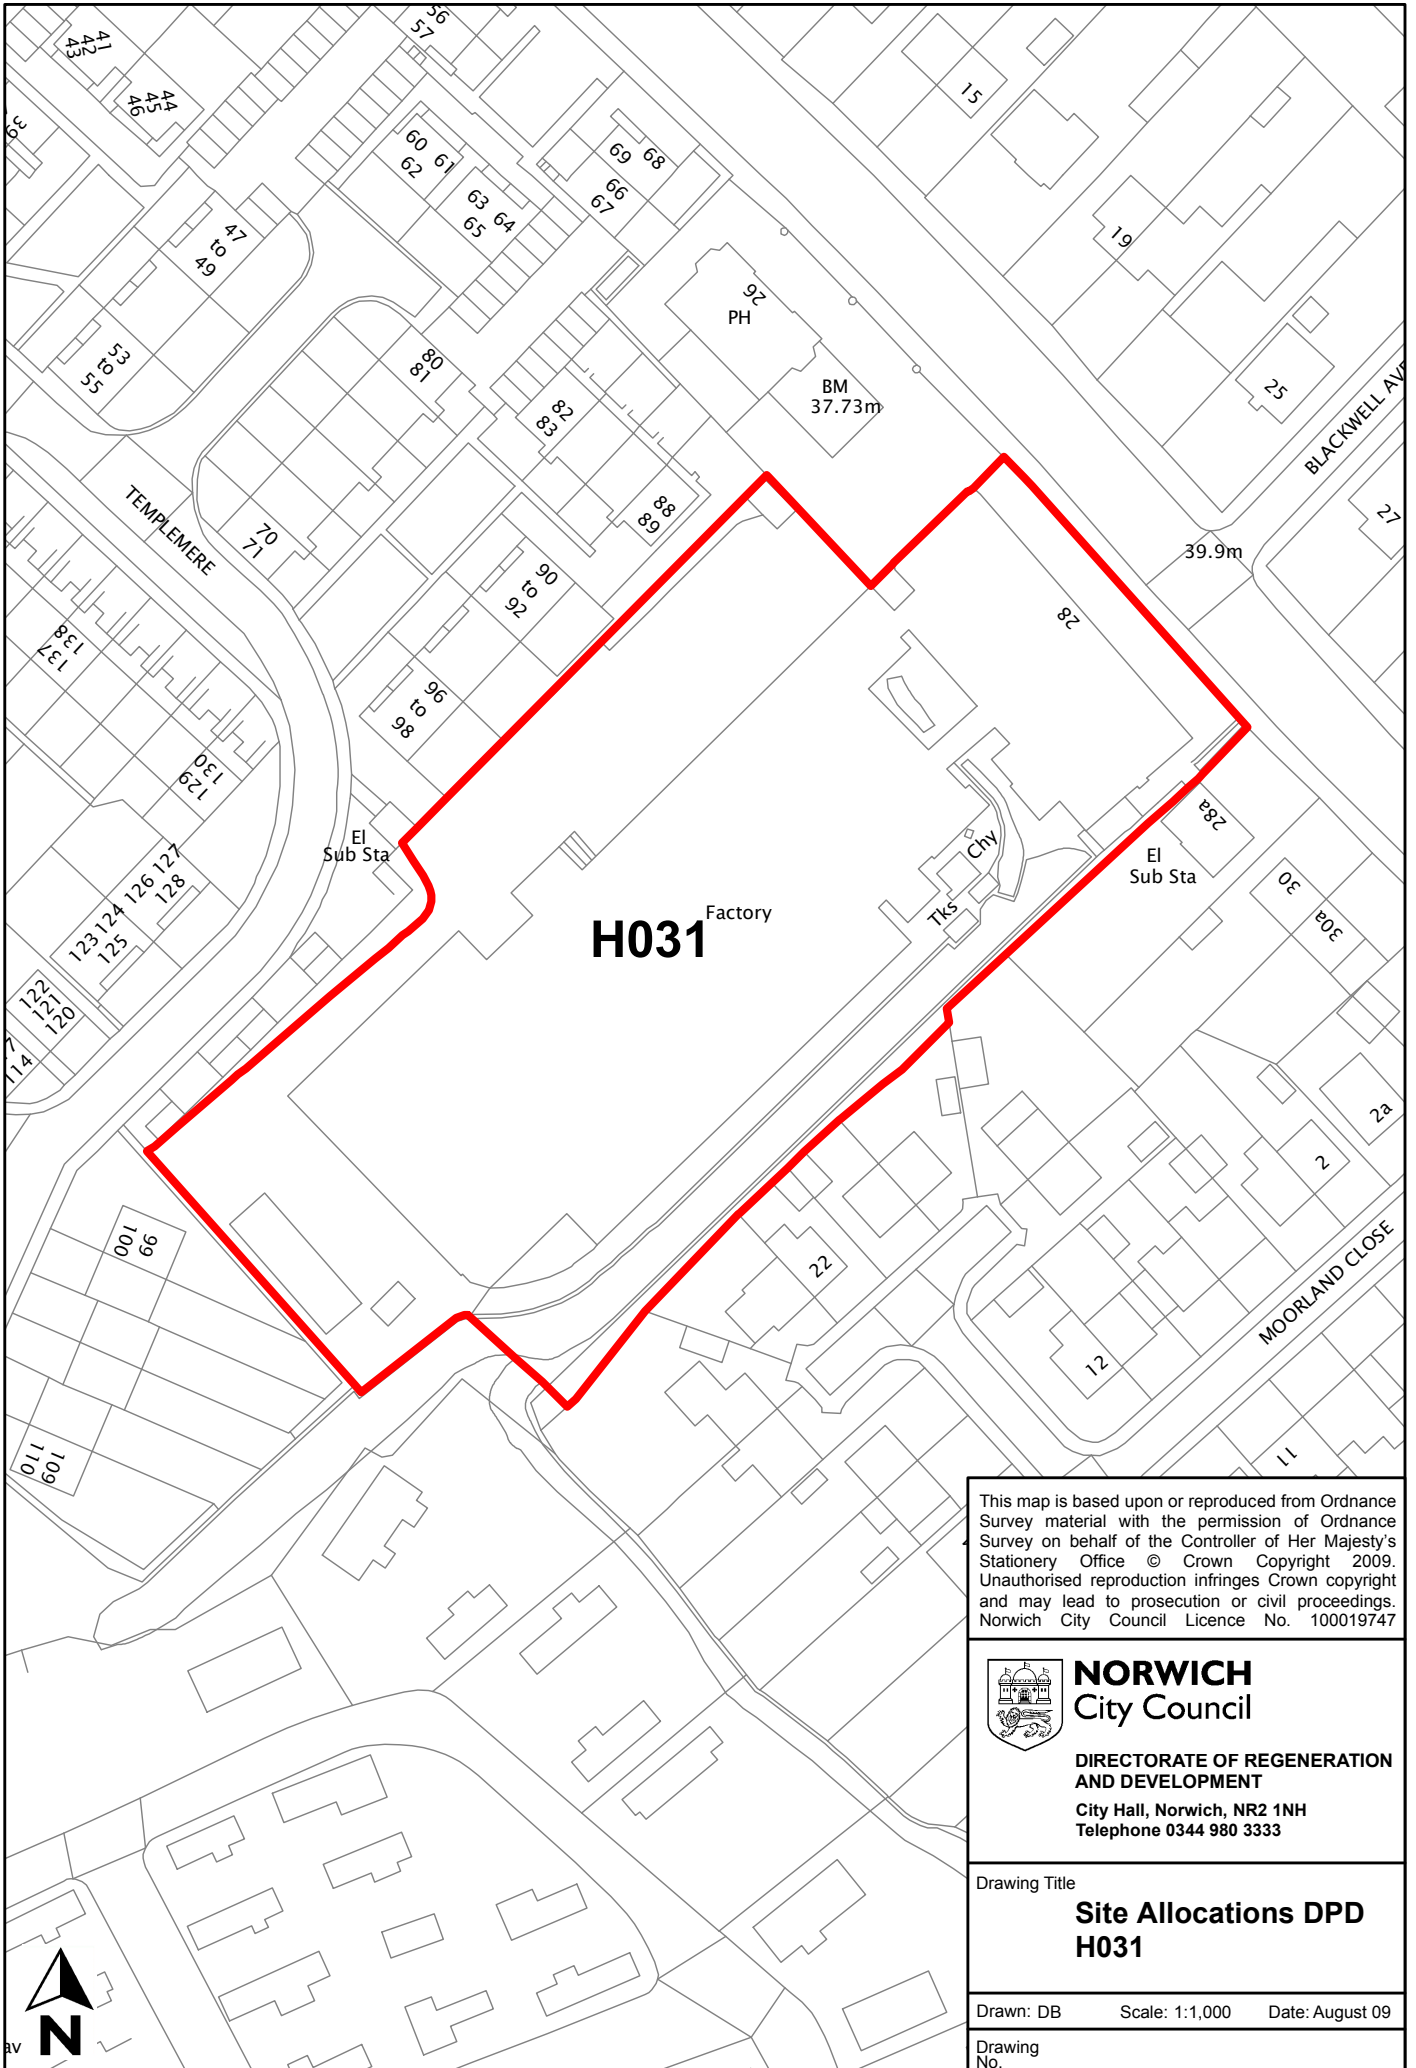 56
57
41
42
43
44
45
46
39
60 61
62
63 64
65
69 68
66
67
15
19
47
to
49
53
to
55
26
PH
BM
37.73m
80
81
82
83
25
BLACKWELL AVE
27
39.9m
88
89
TEMPLEMERE
70
71
90
to
92
28
138
137
96
to
98
130
129
El
Sub Sta
28a
El
Sub Sta
Chy
Tks
30
30a
123 124 126 127
125 128
Factory
H031
122
121
120
114
2a
2
22
12
MOORLAND CLOSE
11
99
100
109
110
This map is based upon or reproduced from Ordnance
Survey material with the permission of Ordnance
Survey on behalf of the Controller of Her Majesty's
Stationery Office © Crown Copyright 2009.
Unauthorised reproduction infringes Crown copyright
and may lead to prosecution or civil proceedings.
Norwich City Council Licence No. 100019747
NORWICH
City Council
DIRECTORATE OF REGENERATION
AND DEVELOPMENT
City Hall, Norwich, NR2 1NH
Telephone 0344 980 3333
Drawing Title
Site Allocations DPD
H031
Drawn: DB Scale: 1:1,000 Date: August 09
Drawing
No.
N